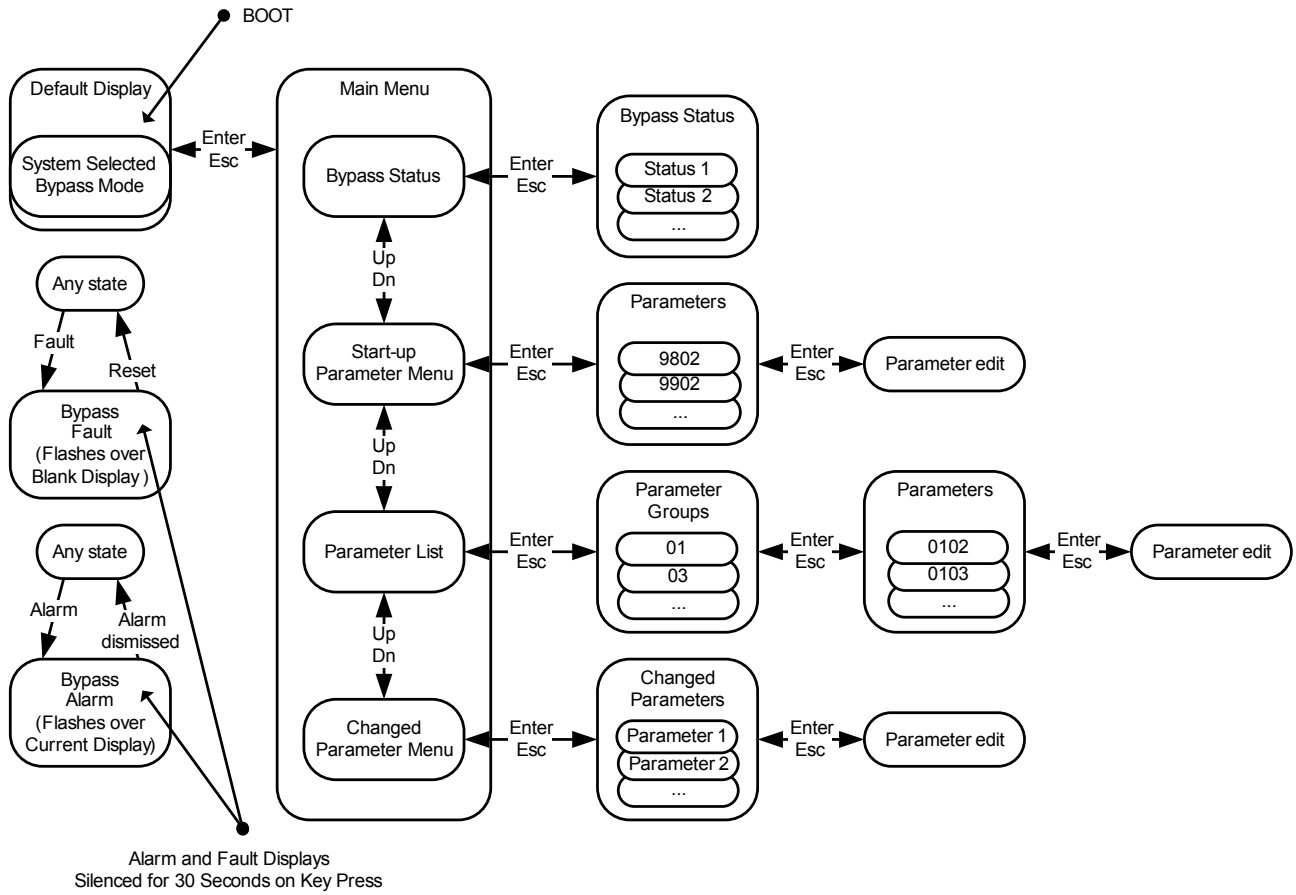 BOOT
Default Display
System Selected
Bypass Mode
Enter
Esc
Main Menu
Bypass Status
Enter
Esc
Bypass Status
Status 1
Status 2
...
Up
Dn
Start-up
Parameter Menu
Enter
Esc
Parameters
9802
9902
...
Enter
Esc
Parameter edit
Up
Dn
Parameter List
Enter
Esc
Parameter
Groups
01
03
...
Enter
Esc
Parameters
0102
0103
...
Enter
Esc
Parameter edit
Up
Dn
Changed
Parameter Menu
Enter
Esc
Changed
Parameters
Parameter 1
Parameter 2
...
Enter
Esc
Parameter edit
Any state
Fault
Reset
Bypass
Fault
(Flashes over
Blank Display )
Any state
Alarm
Alarm
dismissed
Bypass
Alarm
(Flashes over
Current Display)
Alarm and Fault Displays
Silenced for 30 Seconds on Key Press